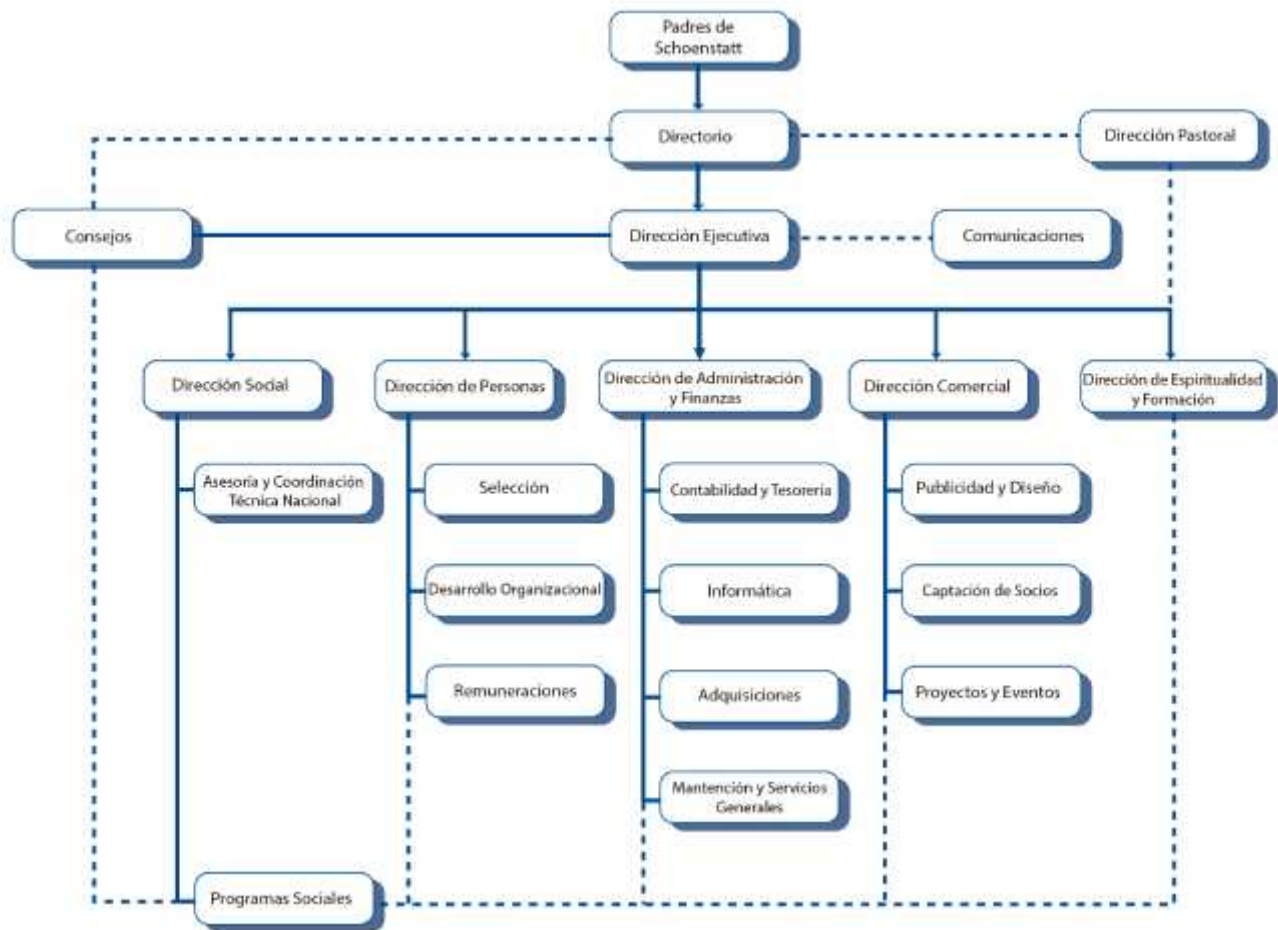 Padres de
Schoenstatt
Directorio
Dirección Pastoral
Consejos
Dirección Ejecutiva
Comunicaciones
Dirección Social
Dirección de Personas
Dirección de Administración
y Finanzas
Dirección Comercial
Dirección de Espiritualidad
y Formación
Asesoría y Coordinación
Técnica Nacional
Selección
Contabilidad y Tesorería
Publicidad y Diseño
Desarrollo Organizacional
Informática
Captación de Socios
Remuneraciones
Adquisiciones
Proyectos y Eventos
Mantención y Servicios
Generales
Programas Sociales